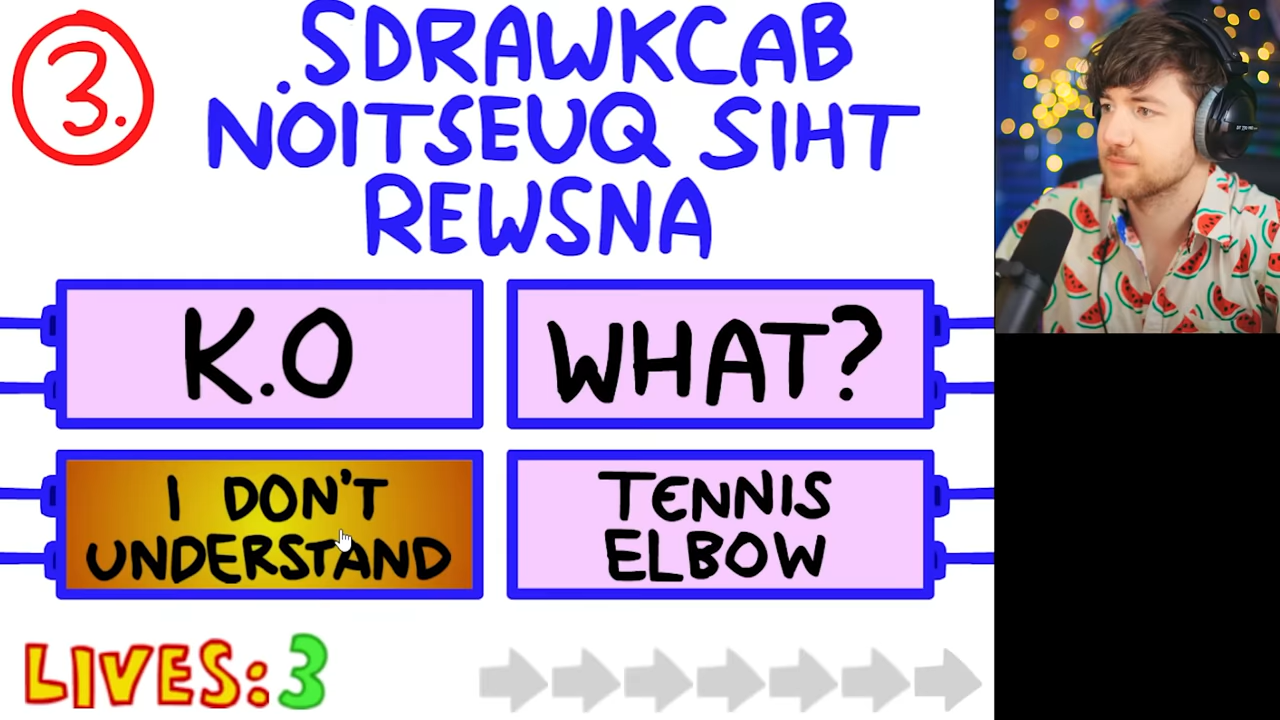 3.
.SDRAWKCAB
NOITSEUQ SIHT
REWSNA
K.O
WHAT?
I DON'T
UNDERSTAND
TENNIS
ELBOW
LIVES: 3